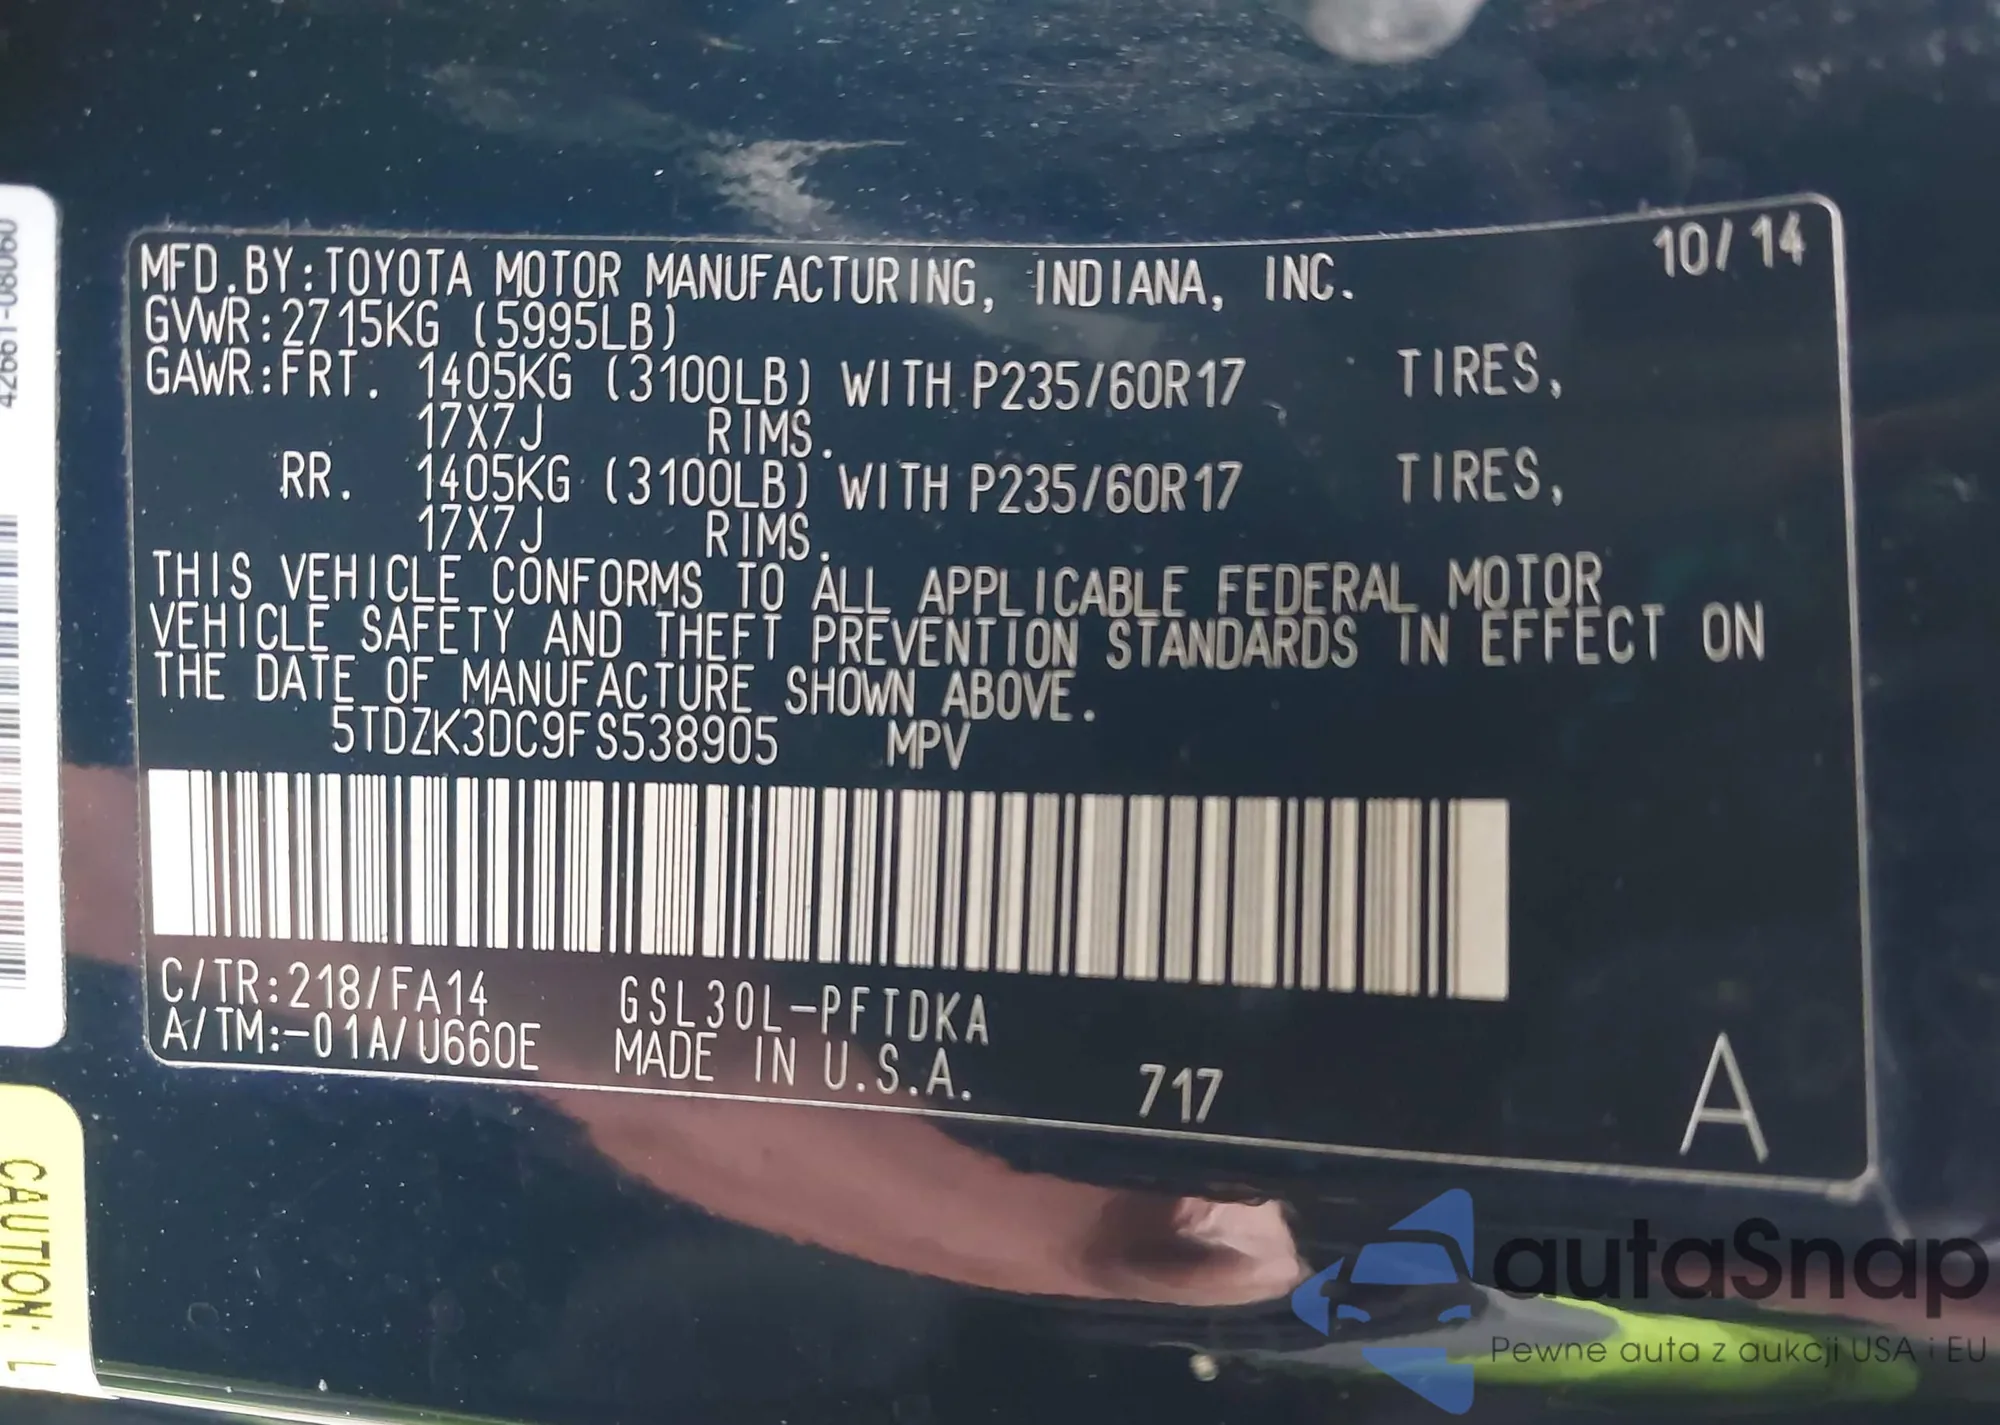 42661-08060
MFD.BY:TOYOTA MOTOR MANUFACTURING, INDIANA, INC. 10/14
GVWR:2715KG (5995LB)
GAWR:FRT. 1405KG (3100LB) WITH P235/60R17 TIRES,
17X7J RIMS.
RR. 1405KG (3100LB) WITH P235/60R17 TIRES,
17X7J RIMS.
THIS VEHICLE CONFORMS TO ALL APPLICABLE FEDERAL MOTOR
VEHICLE SAFETY AND THEFT PREVENTION STANDARDS IN EFFECT ON
THE DATE OF MANUFACTURE SHOWN ABOVE.
5TDZK3DC9FS538905 MPV
C/TR:218/FA14 GSL30L-PFTDKA
A/TM:-01A/U660E MADE IN U.S.A. 717 A
CAUTION: L
autaSnap
Pewne auta z aukcji USA i EU